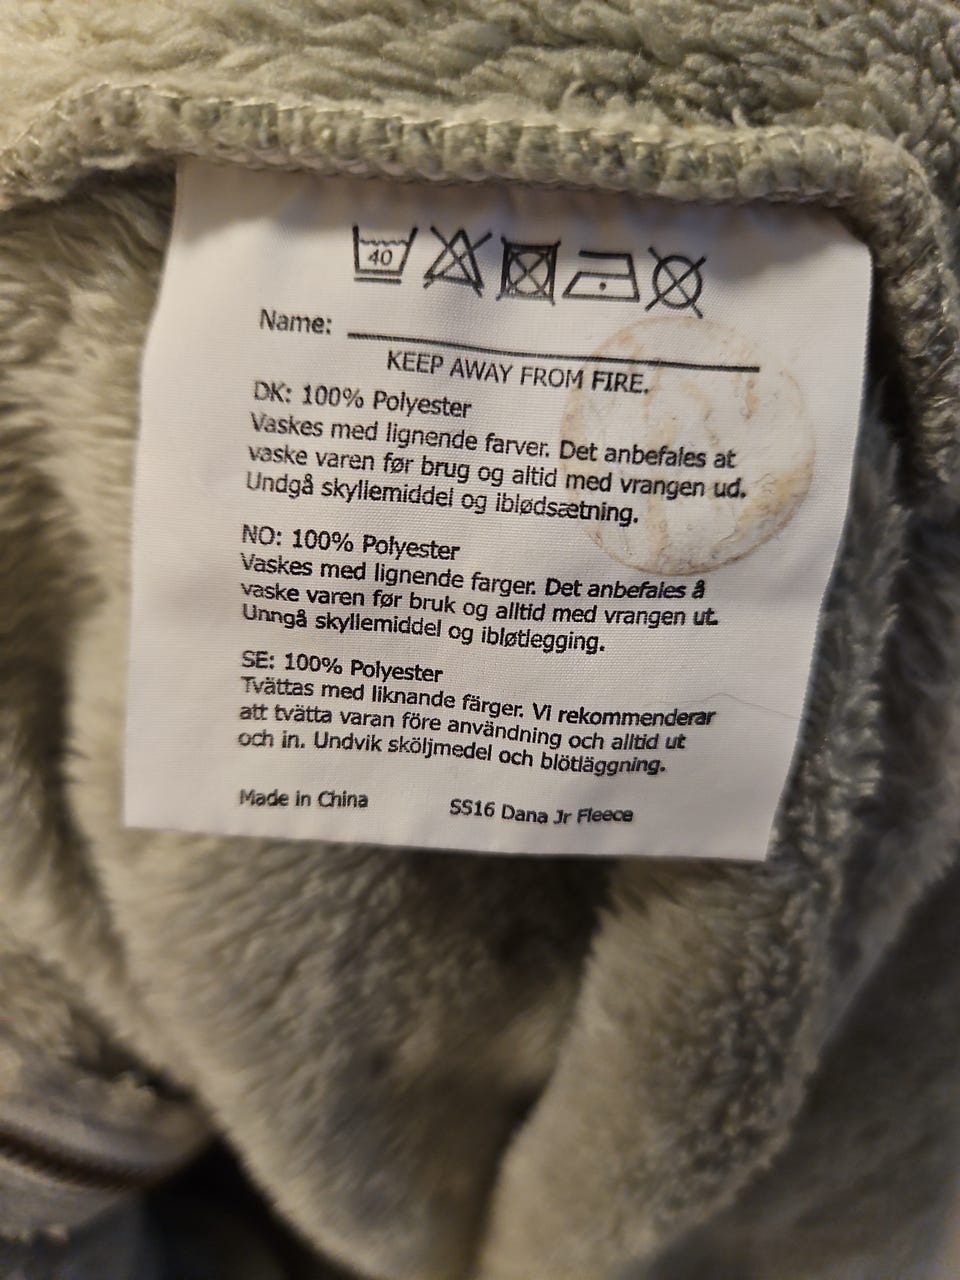 40
Name:
KEEP AWAY FROM FIRE.
DK: 100% Polyester
Vaskes med lignende farver. Det anbefales at
vaske varen før brug og altid med vrangen ud.
Undgå skyllemiddel og iblødsætning.
NO: 100% Polyester
Vaskes med lignende farger. Det anbefales å
vaske varen før bruk og alltid med vrangen ut.
Unngå skyllemiddel og ibløtlegging.
SE: 100% Polyester
Tvättas med liknande färger. Vi rekommenderar
att tvätta varan före användning och alltid ut
och in. Undvik sköljmedel och blötläggning.
Made in China SS16 Dana Jr Fleece